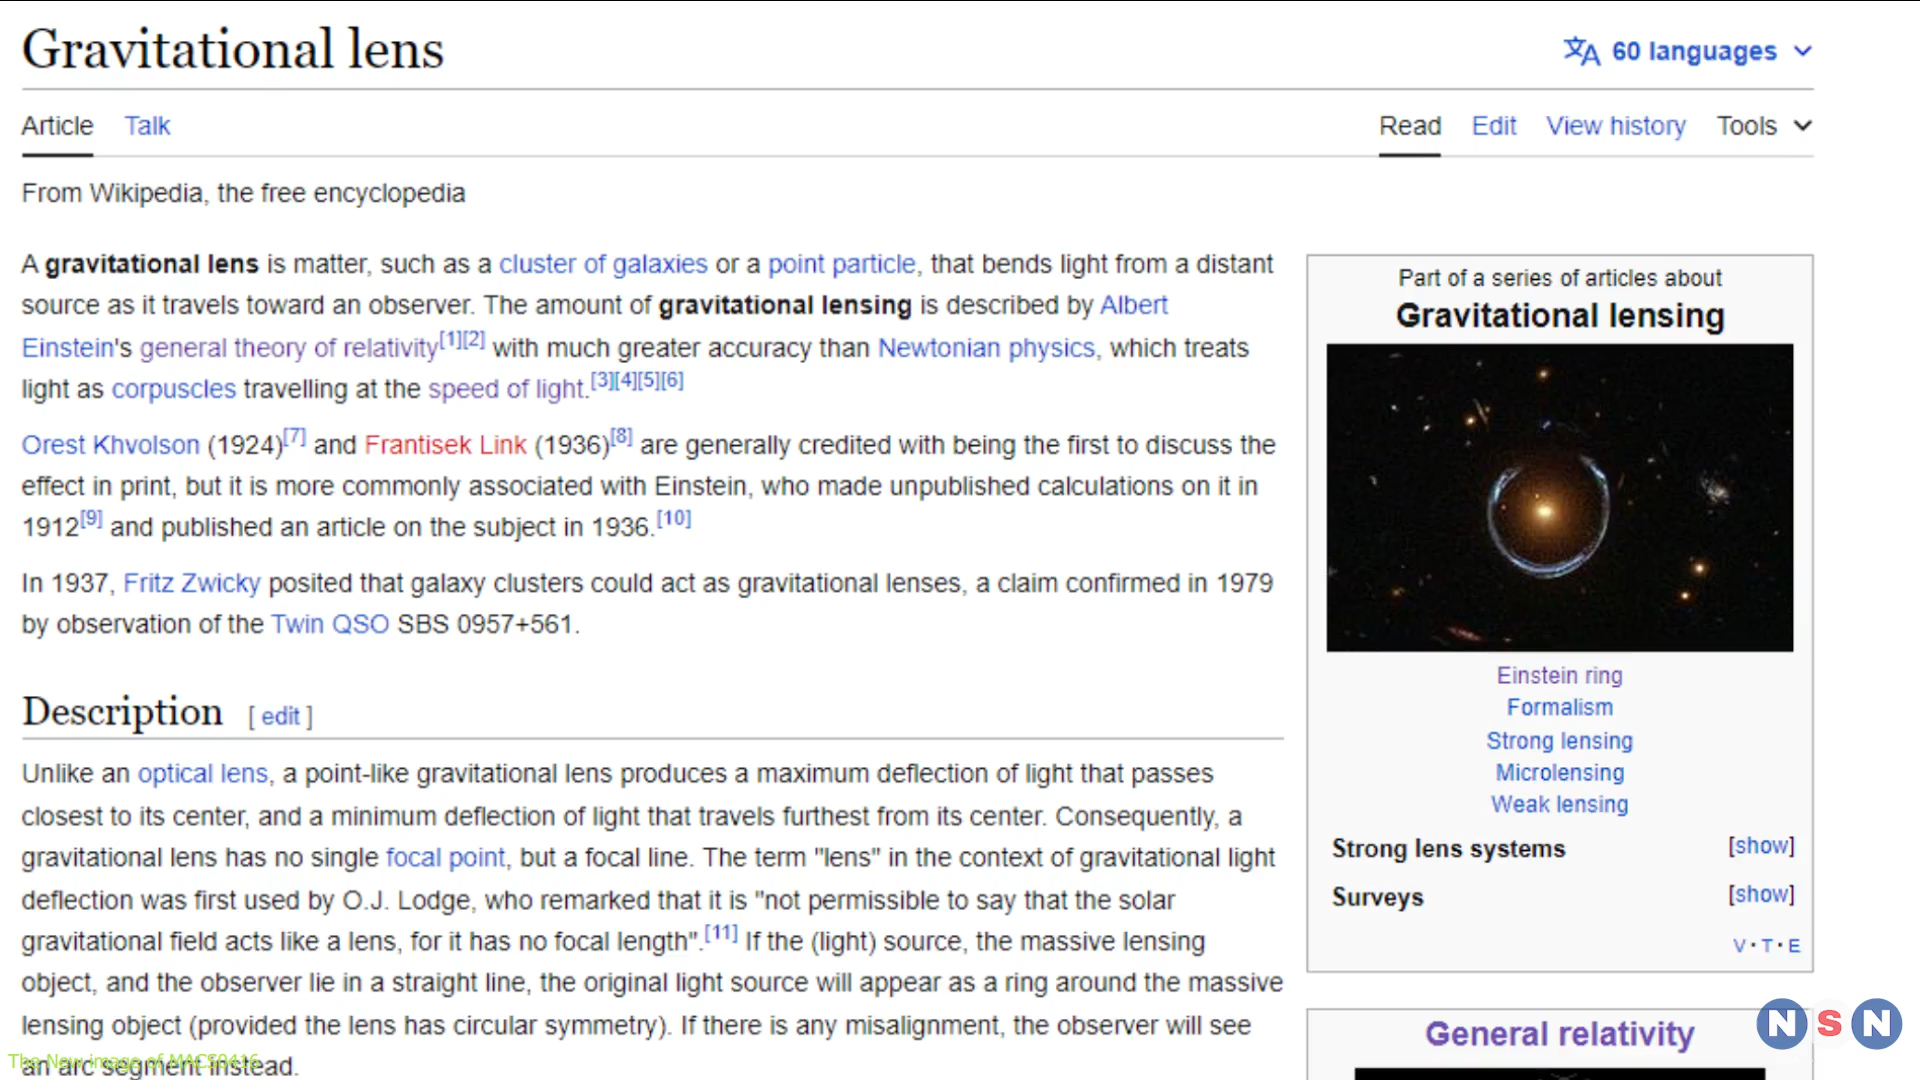 Gravitational lens
60 languages
Article Talk
Read Edit View history Tools
From Wikipedia, the free encyclopedia
A gravitational lens is matter, such as a cluster of galaxies or a point particle, that bends light from a distant
source as it travels toward an observer. The amount of gravitational lensing is described by Albert
Einstein's general theory of relativity[1][2] with much greater accuracy than Newtonian physics, which treats
light as corpuscles travelling at the speed of light.[3][4][5][6]
Orest Khvolson (1924)[7] and Frantisek Link (1936)[8] are generally credited with being the first to discuss the
effect in print, but it is more commonly associated with Einstein, who made unpublished calculations on it in
1912[9] and published an article on the subject in 1936.[10]
In 1937, Fritz Zwicky posited that galaxy clusters could act as gravitational lenses, a claim confirmed in 1979
by observation of the Twin QSO SBS 0957+561.
Description [ edit ]
Unlike an optical lens, a point-like gravitational lens produces a maximum deflection of light that passes
closest to its center, and a minimum deflection of light that travels furthest from its center. Consequently, a
gravitational lens has no single focal point, but a focal line. The term "lens" in the context of gravitational light
deflection was first used by O.J. Lodge, who remarked that it is "not permissible to say that the solar
gravitational field acts like a lens, for it has no focal length".[11] If the (light) source, the massive lensing
object, and the observer lie in a straight line, the original light source will appear as a ring around the massive
lensing object (provided the lens has circular symmetry). If there is any misalignment, the observer will see
an arc segment instead.
The New image of MACS0416
Part of a series of articles about
Gravitational lensing
Einstein ring
Formalism
Strong lensing
Microlensing
Weak lensing
Strong lens systems [show]
Surveys [show]
V · T · E
General relativity
N S N